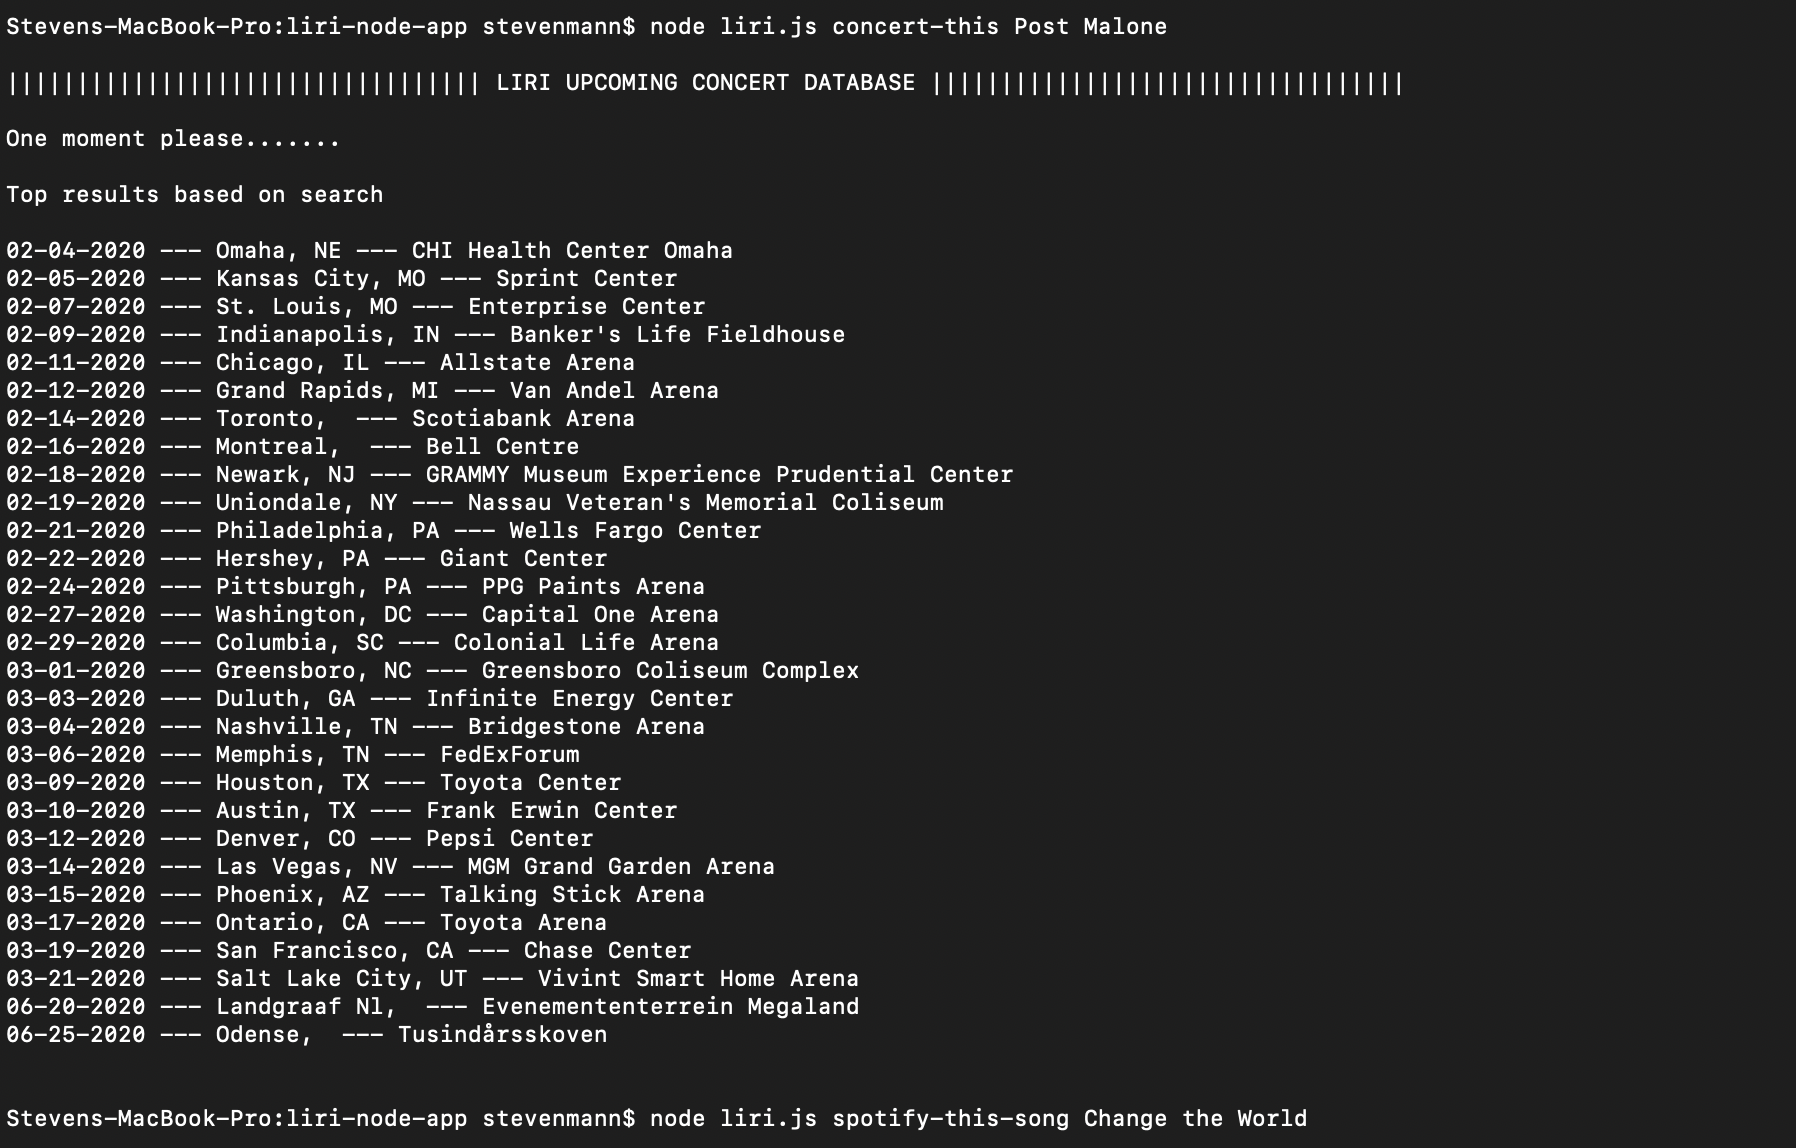 Stevens-MacBook-Pro:liri-node-app stevenmann$ node liri.js concert-this Post Malone
|||||||||||||||||||||||||||||||||| LIRI UPCOMING CONCERT DATABASE ||||||||||||||||||||||||||||||||||
One moment please.......
Top results based on search
02-04-2020 --- Omaha, NE --- CHI Health Center Omaha
02-05-2020 --- Kansas City, MO --- Sprint Center
02-07-2020 --- St. Louis, MO --- Enterprise Center
02-09-2020 --- Indianapolis, IN --- Banker's Life Fieldhouse
02-11-2020 --- Chicago, IL --- Allstate Arena
02-12-2020 --- Grand Rapids, MI --- Van Andel Arena
02-14-2020 --- Toronto,  --- Scotiabank Arena
02-16-2020 --- Montreal,  --- Bell Centre
02-18-2020 --- Newark, NJ --- GRAMMY Museum Experience Prudential Center
02-19-2020 --- Uniondale, NY --- Nassau Veteran's Memorial Coliseum
02-21-2020 --- Philadelphia, PA --- Wells Fargo Center
02-22-2020 --- Hershey, PA --- Giant Center
02-24-2020 --- Pittsburgh, PA --- PPG Paints Arena
02-27-2020 --- Washington, DC --- Capital One Arena
02-29-2020 --- Columbia, SC --- Colonial Life Arena
03-01-2020 --- Greensboro, NC --- Greensboro Coliseum Complex
03-03-2020 --- Duluth, GA --- Infinite Energy Center
03-04-2020 --- Nashville, TN --- Bridgestone Arena
03-06-2020 --- Memphis, TN --- FedExForum
03-09-2020 --- Houston, TX --- Toyota Center
03-10-2020 --- Austin, TX --- Frank Erwin Center
03-12-2020 --- Denver, CO --- Pepsi Center
03-14-2020 --- Las Vegas, NV --- MGM Grand Garden Arena
03-15-2020 --- Phoenix, AZ --- Talking Stick Arena
03-17-2020 --- Ontario, CA --- Toyota Arena
03-19-2020 --- San Francisco, CA --- Chase Center
03-21-2020 --- Salt Lake City, UT --- Vivint Smart Home Arena
06-20-2020 --- Landgraaf Nl,  --- Evenemententerrein Megaland
06-25-2020 --- Odense,  --- Tusindårsskoven
Stevens-MacBook-Pro:liri-node-app stevenmann$ node liri.js spotify-this-song Change the World